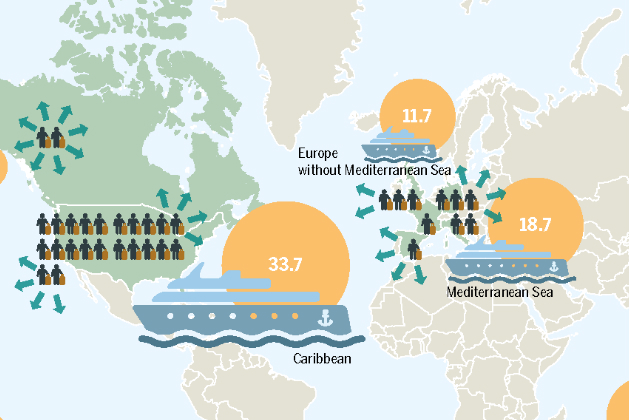 11.7
Europe
without Mediterranean Sea
18.7
Mediterranean Sea
33.7
Caribbean